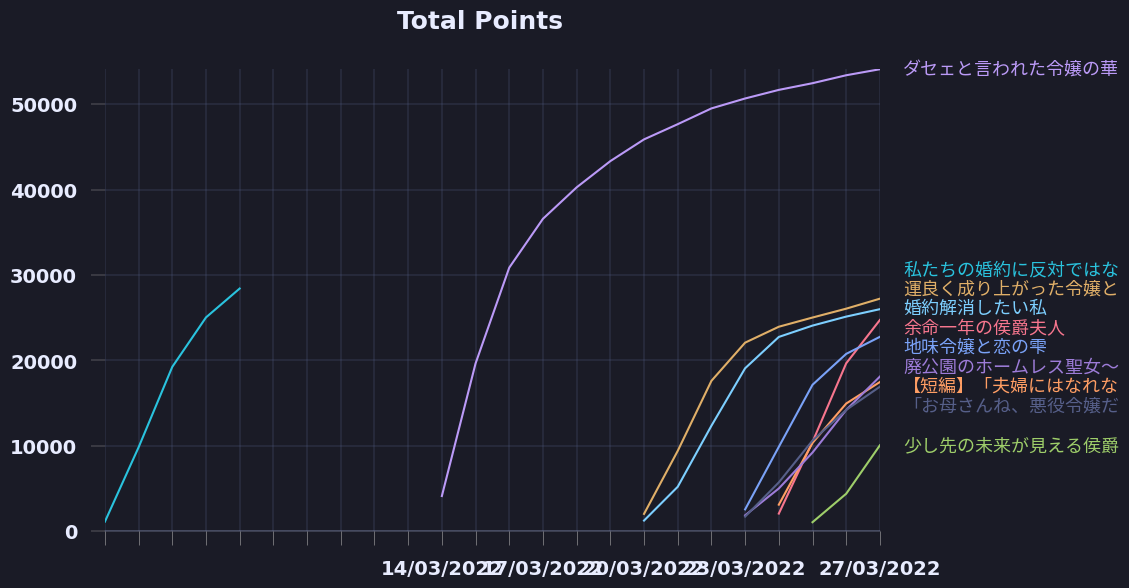 Total Points
50000
40000
30000
20000
10000
0
14/03/2022
17/03/2022
20/03/2022
23/03/2022
27/03/2022
ダセェと言われた令嬢の華
私たちの婚約に反対ではな
運良く成り上がった令嬢と
婚約解消したい私
余命一年の侯爵夫人
地味令嬢と恋の雫
廃公園のホームレス聖女～
【短編】「夫婦にはなれな
「お母さんね、悪役令嬢だ
少し先の未来が見える侯爵